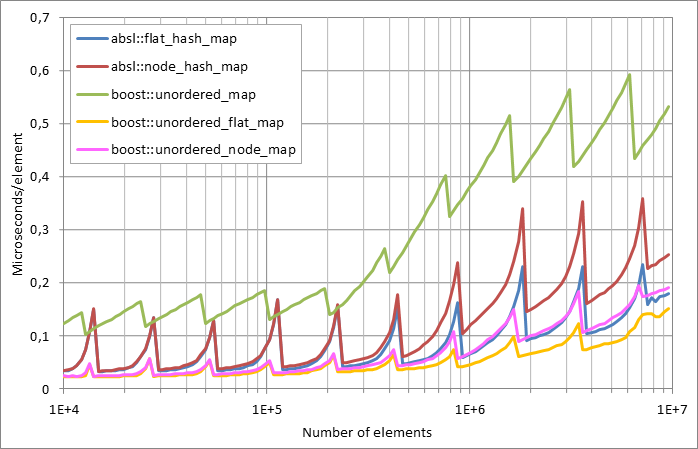 0,7
0,6
0,5
0,4
0,3
0,2
0,1
0
Microseconds/element
absl::flat_hash_map
absl::node_hash_map
boost::unordered_map
boost::unordered_flat_map
boost::unordered_node_map
1E+4 1E+5 1E+6 1E+7
Number of elements